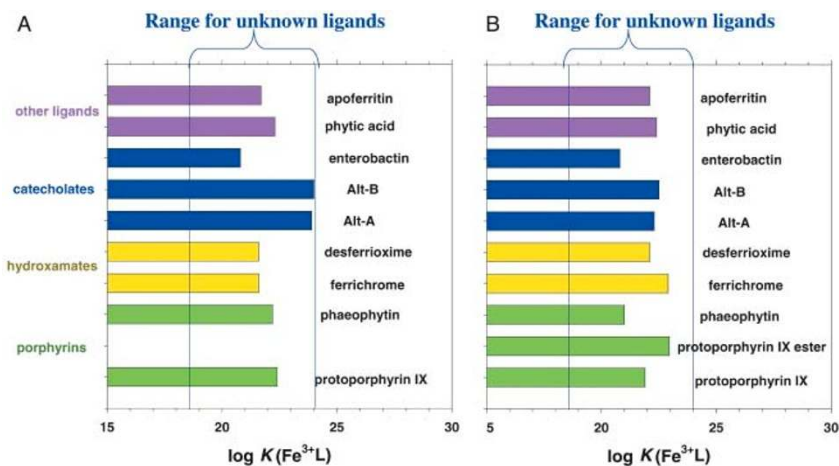 A
Range for unknown ligands
other ligands
apoferritin
phytic acid
catecholates
enterobactin
Alt-B
Alt-A
hydroxamates
desferrioxime
ferrichrome
porphyrins
phaeophytin
protoporphyrin IX
15 20 25 30
log K(Fe³⁺L)
B
Range for unknown ligands
apoferritin
phytic acid
enterobactin
Alt-B
Alt-A
desferrioxime
ferrichrome
phaeophytin
protoporphyrin IX ester
protoporphyrin IX
5 20 25 30
log K(Fe³⁺L)